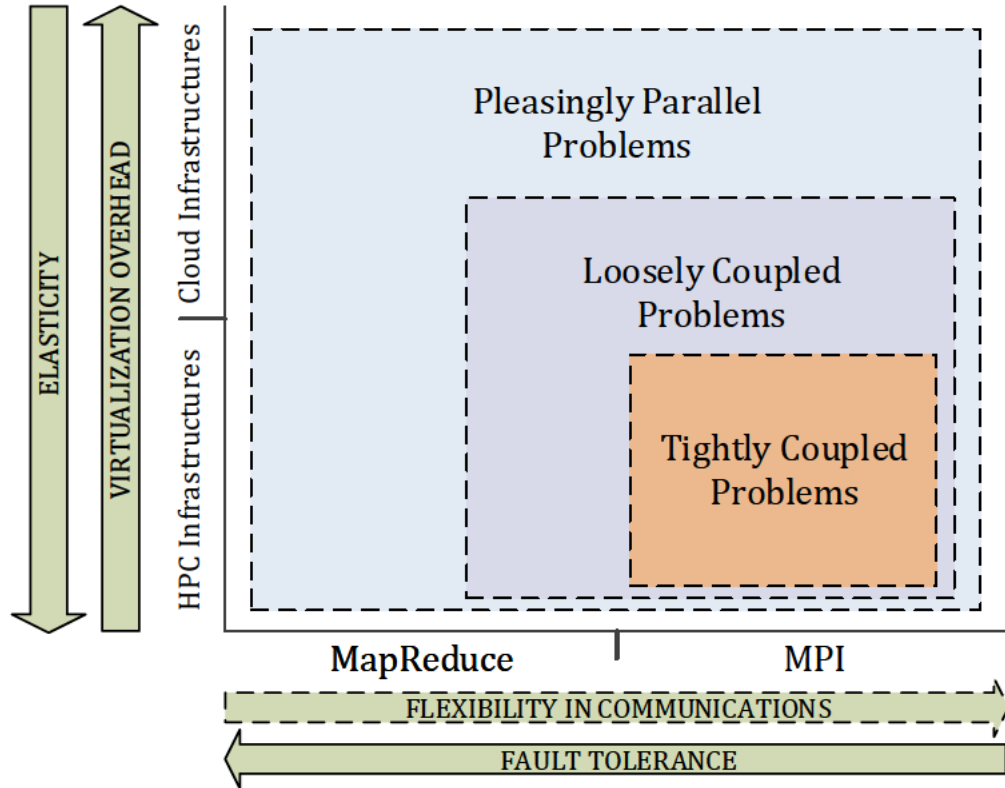 ELASTICITY
VIRTUALIZATION OVERHEAD
Cloud Infrastructures
HPC Infrastructures
Pleasingly Parallel
Problems
Loosely Coupled
Problems
Tightly Coupled
Problems
MapReduce
MPI
FLEXIBILITY IN COMMUNICATIONS
FAULT TOLERANCE